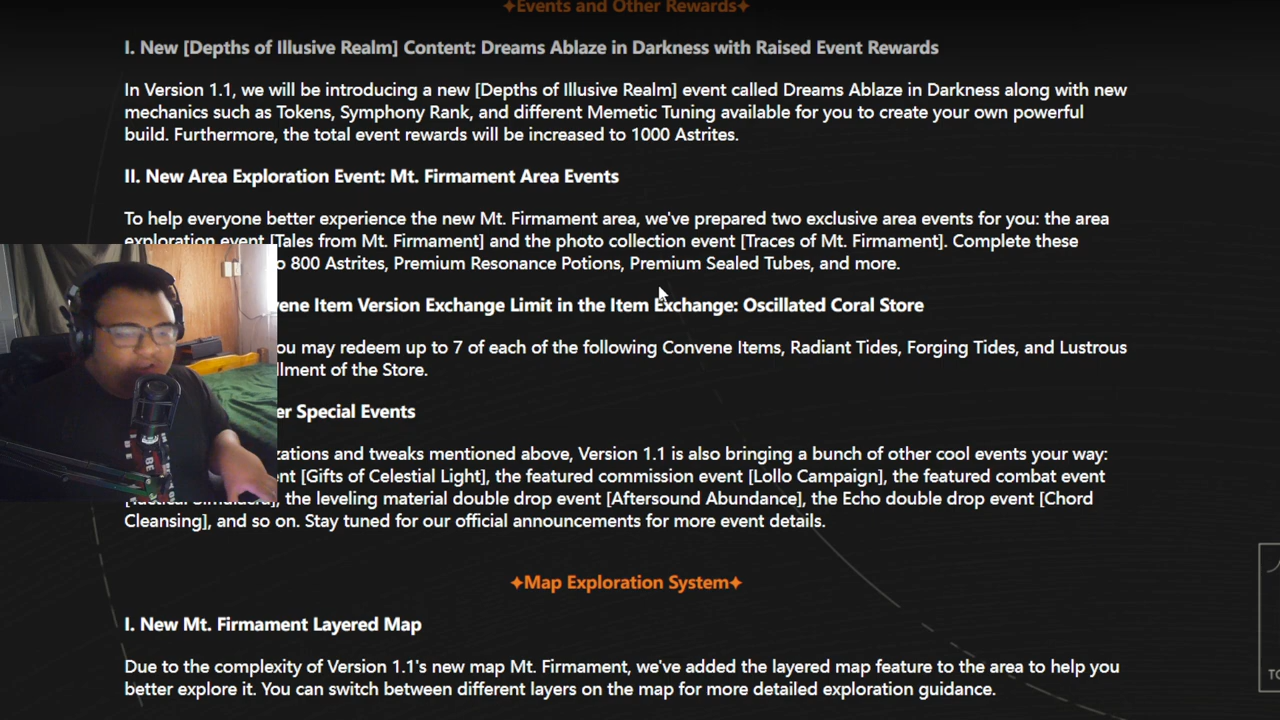 ✦Events and Other Rewards✦
I. New [Depths of Illusive Realm] Content: Dreams Ablaze in Darkness with Raised Event Rewards
In Version 1.1, we will be introducing a new [Depths of Illusive Realm] event called Dreams Ablaze in Darkness along with new
mechanics such as Tokens, Symphony Rank, and different Memetic Tuning available for you to create your own powerful
build. Furthermore, the total event rewards will be increased to 1000 Astrites.
II. New Area Exploration Event: Mt. Firmament Area Events
To help everyone better experience the new Mt. Firmament area, we've prepared two exclusive area events for you: the area
exploration event [Tales from Mt. Firmament] and the photo collection event [Traces of Mt. Firmament]. Complete these
800 Astrites, Premium Resonance Potions, Premium Sealed Tubes, and more.
Item Version Exchange Limit in the Item Exchange: Oscillated Coral Store
you may redeem up to 7 of each of the following Convene Items, Radiant Tides, Forging Tides, and Lustrous
of the Store.
Special Events
and tweaks mentioned above, Version 1.1 is also bringing a bunch of other cool events your way:
[Gifts of Celestial Light], the featured commission event [Lollo Campaign], the featured combat event
the leveling material double drop event [Aftersound Abundance], the Echo double drop event [Chord
Cleansing], and so on. Stay tuned for our official announcements for more event details.
✦Map Exploration System✦
I. New Mt. Firmament Layered Map
Due to the complexity of Version 1.1's new map Mt. Firmament, we've added the layered map feature to the area to help you
better explore it. You can switch between different layers on the map for more detailed exploration guidance.